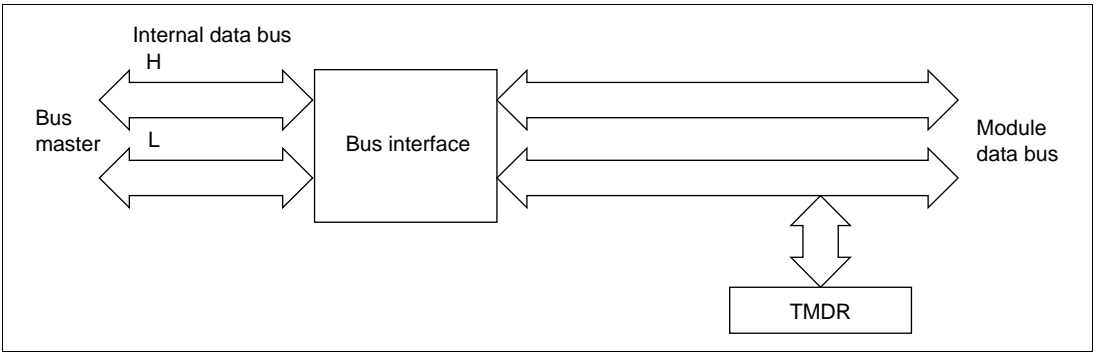 Internal data bus
H
Bus
master
L
Bus interface
Module
data bus
TMDR